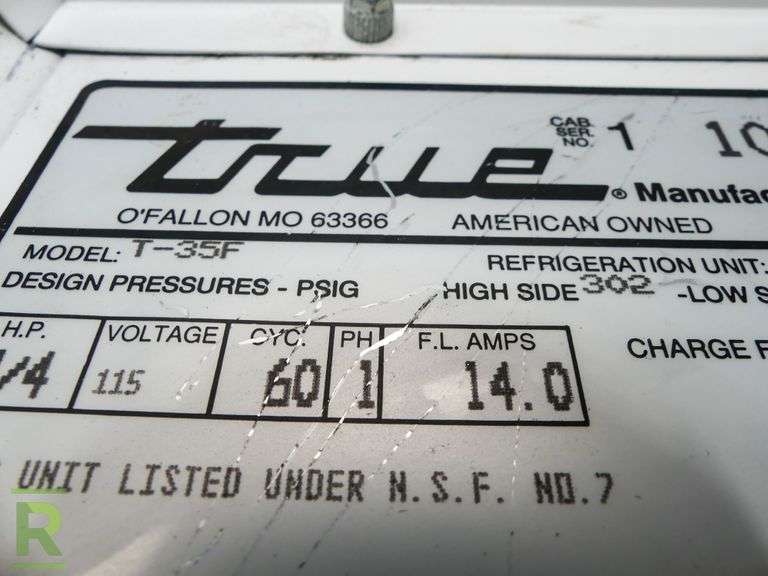 true
CAB. SER. NO. 1 10
® Manufac
O'FALLON MO 63366 AMERICAN OWNED
MODEL: T-35F REFRIGERATION UNIT:
DESIGN PRESSURES - PSIG HIGH SIDE 302 -LOW S
H.P. VOLTAGE CYC. PH F.L. AMPS
/4 115 60 1 14.0
CHARGE F
UNIT LISTED UNDER N.S.F. NO.7
R